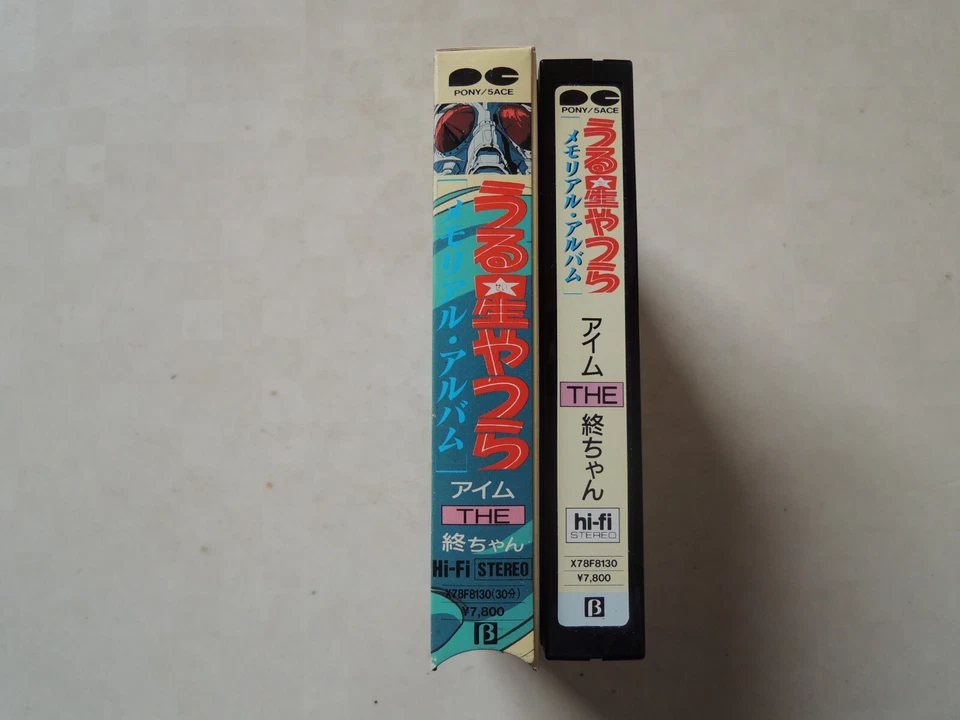 PC
PONY/5ACE
うる星やつら
「メモリアル・アルバム」
アイム
THE
終ちゃん
Hi-Fi STEREO
X78F8130(30分)
¥7,800
β
PC
PONY/5ACE
うる星やつら
「メモリアル・アルバム」
アイム
THE
終ちゃん
hi-fi
STEREO
X78F8130
¥7,800
β